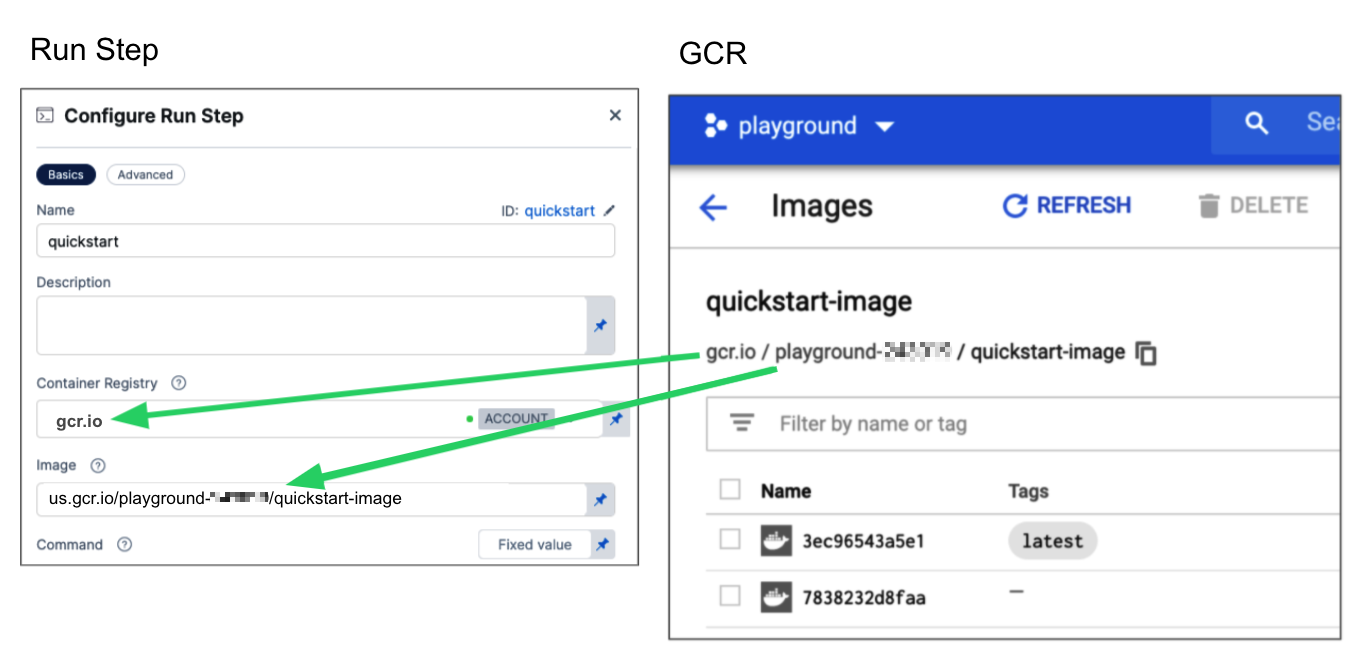 Run Step
Configure Run Step
Basics
Advanced
Name
ID: quickstart
quickstart
Description
Container Registry
gcr.io
ACCOUNT
Image
us.gcr.io/playground- /quickstart-image
Command
Fixed value
GCR
playground
Sea
Images
REFRESH
DELETE
quickstart-image
gcr.io / playground- / quickstart-image
Filter by name or tag
Name
Tags
3ec96543a5e1
latest
7838232d8faa
—